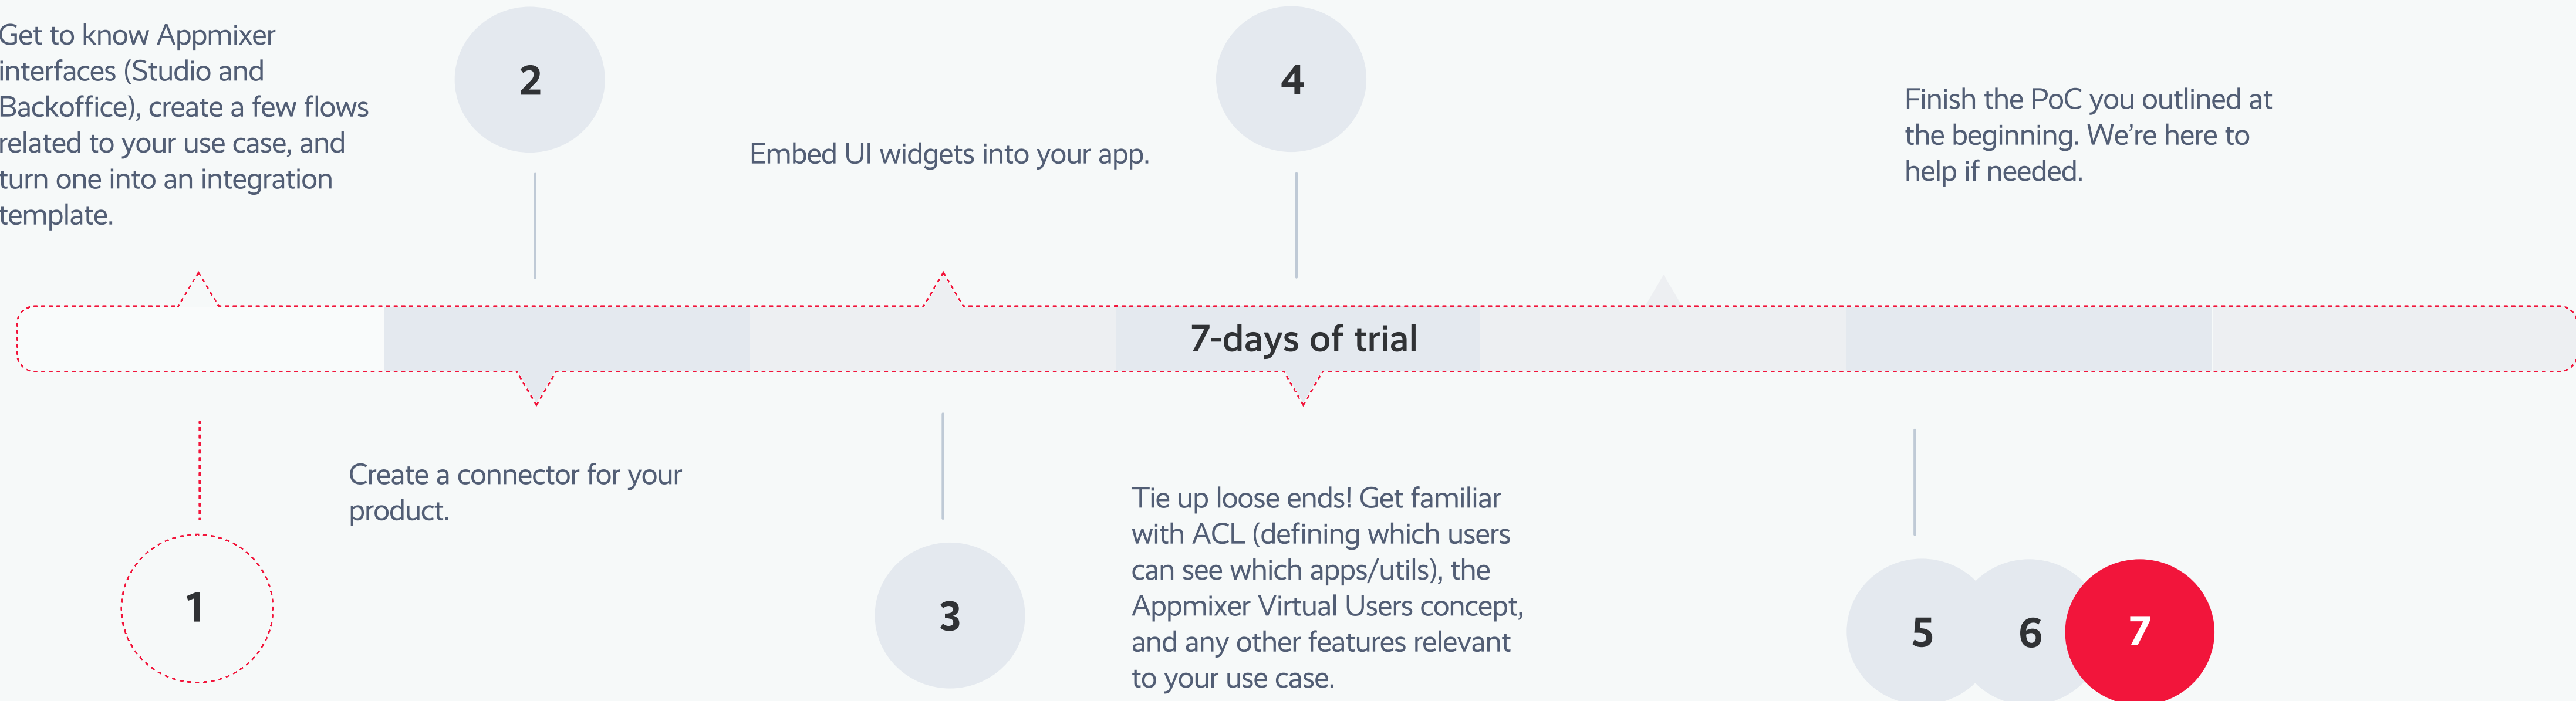 Get to know Appmixer
interfaces (Studio and
Backoffice), create a few flows
related to your use case, and
turn one into an integration
template.
1
2
Create a connector for your
product.
Embed UI widgets into your app.
3
4
7-days of trial
Tie up loose ends! Get familiar
with ACL (defining which users
can see which apps/utils), the
Appmixer Virtual Users concept,
and any other features relevant
to your use case.
Finish the PoC you outlined at
the beginning. We’re here to
help if needed.
5
6
7